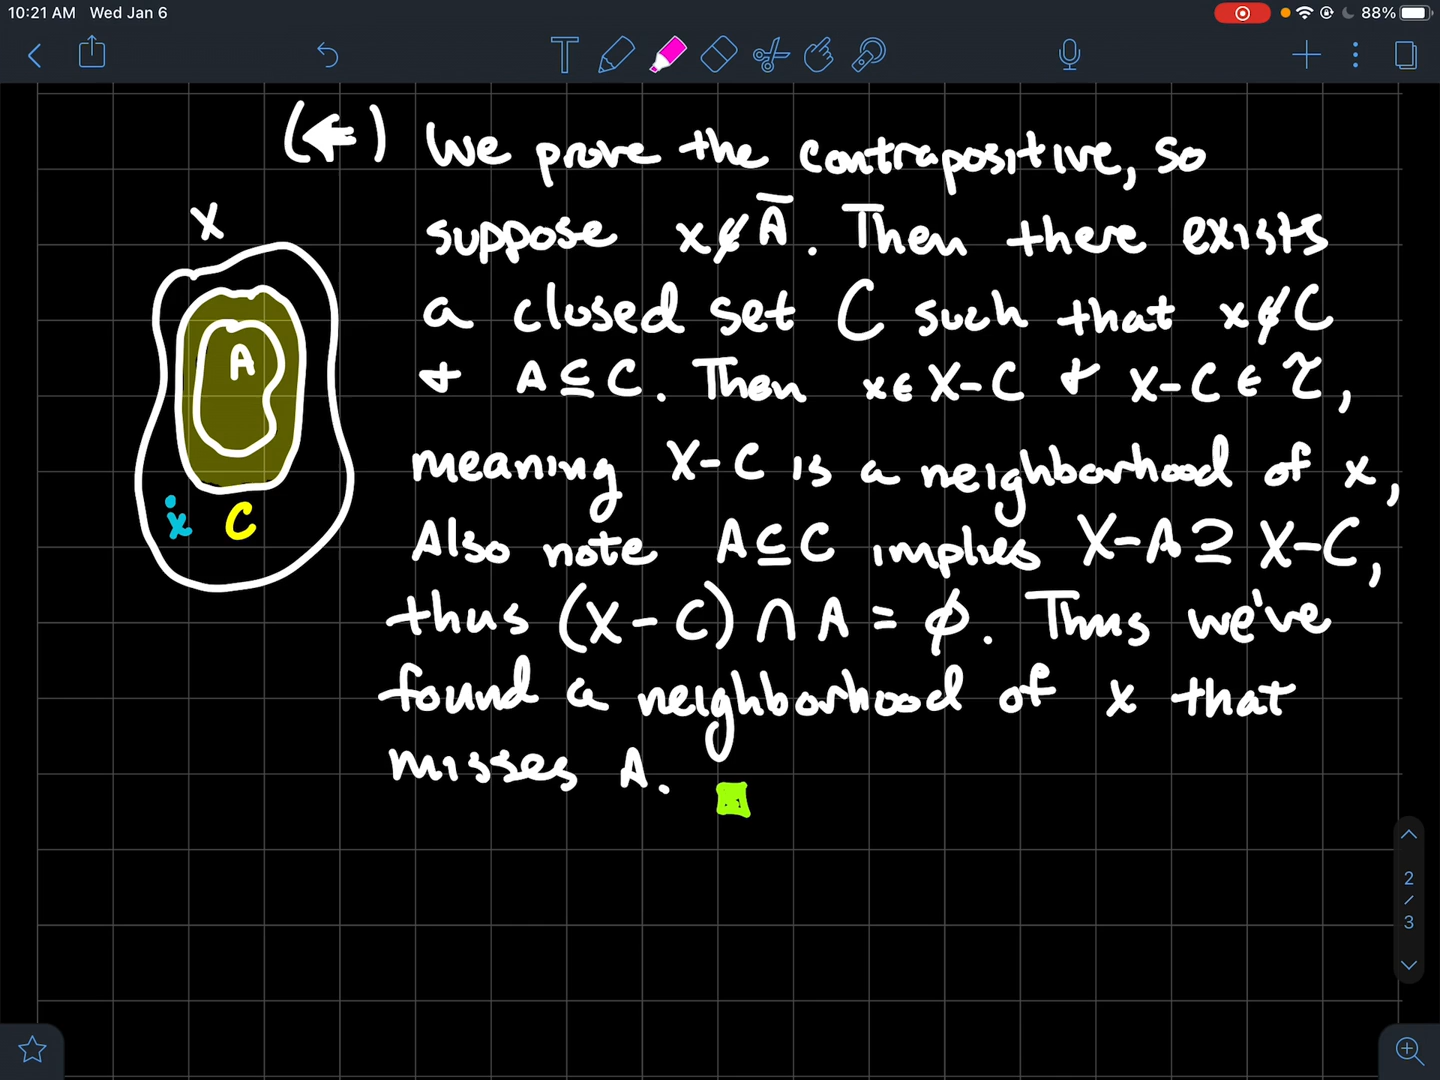 10:21 AM Wed Jan 6
88%
T
(⇐) We prove the contrapositive, so
suppose x∉A̅. Then there exists
a closed set C such that x∉C
+ A⊆C. Then x∈X-C + X-C∈τ,
meaning X-C is a neighborhood of x,
Also note A⊆C implies X-A⊇X-C,
thus (X-C)∩A=∅. Thus we've
found a neighborhood of x that
misses A.
X
A
x C
2
/
3